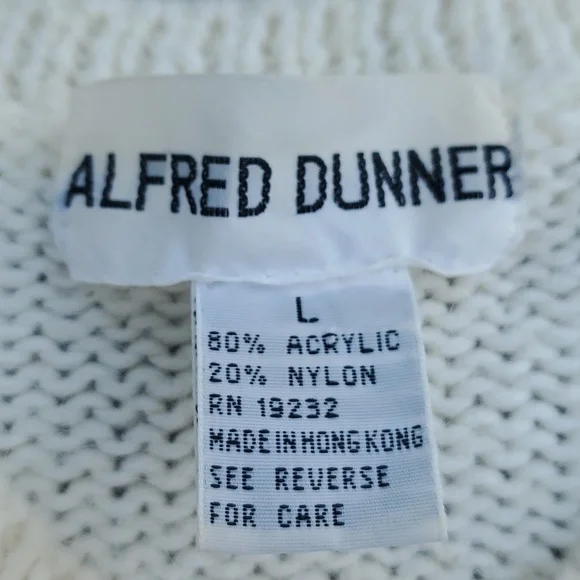 ALFRED DUNNER
L
80% ACRYLIC
20% NYLON
RN 19232
MADE IN HONG KONG
SEE REVERSE
FOR CARE